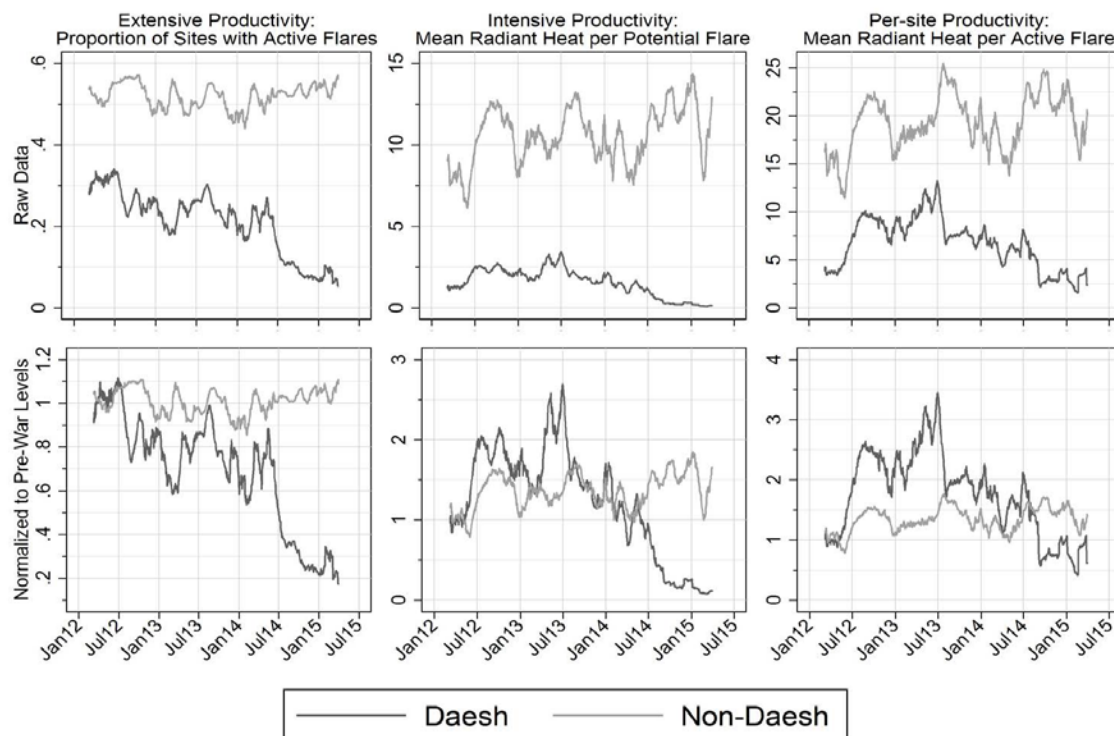 Extensive Productivity:
Proportion of Sites with Active Flares
Intensive Productivity:
Mean Radiant Heat per Potential Flare
Per-site Productivity:
Mean Radiant Heat per Active Flare
Raw Data
.6
.4
.2
0
15
10
5
0
25
20
15
10
5
0
Normalized to Pre-War Levels
1.2
1
.8
.6
.4
.2
3
2
1
0
4
3
2
1
0
Jan12 Jul12 Jan13 Jul13 Jan14 Jul14 Jan15 Jul15
Jan12 Jul12 Jan13 Jul13 Jan14 Jul14 Jan15 Jul15
Jan12 Jul12 Jan13 Jul13 Jan14 Jul14 Jan15 Jul15
Daesh Non-Daesh